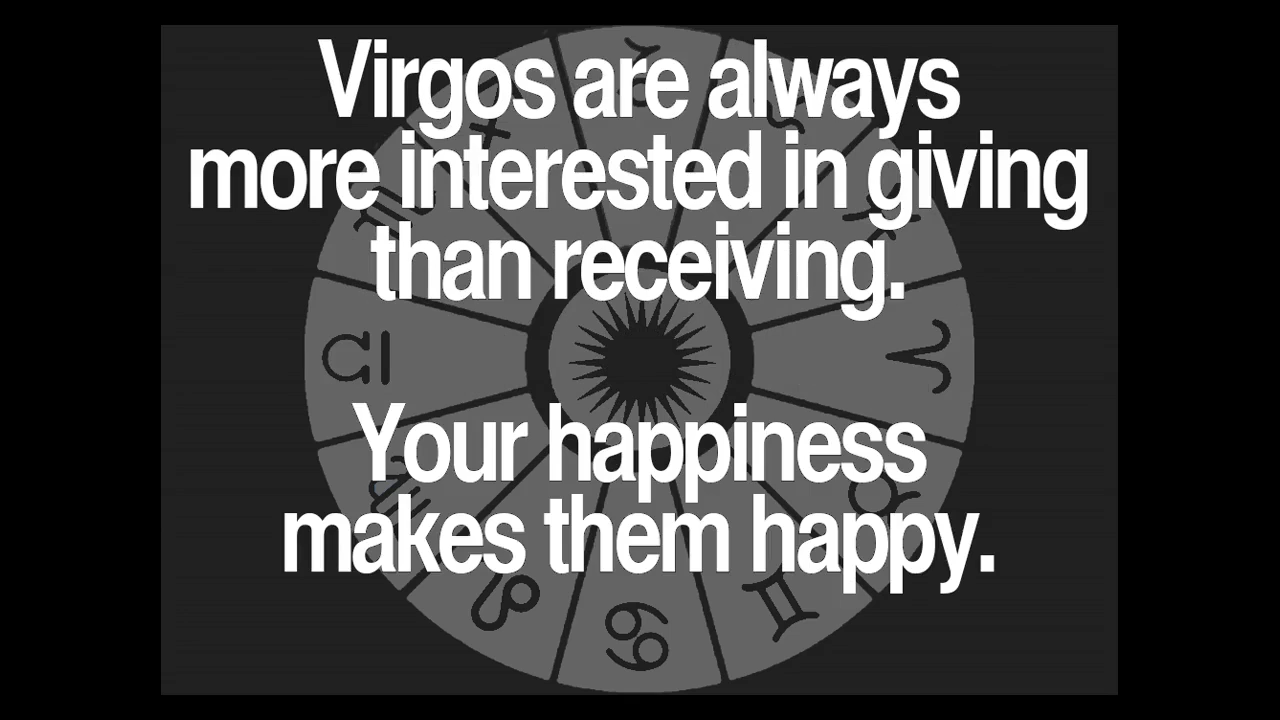 Virgos are always
more interested in giving
than receiving.
Your happiness
makes them happy.